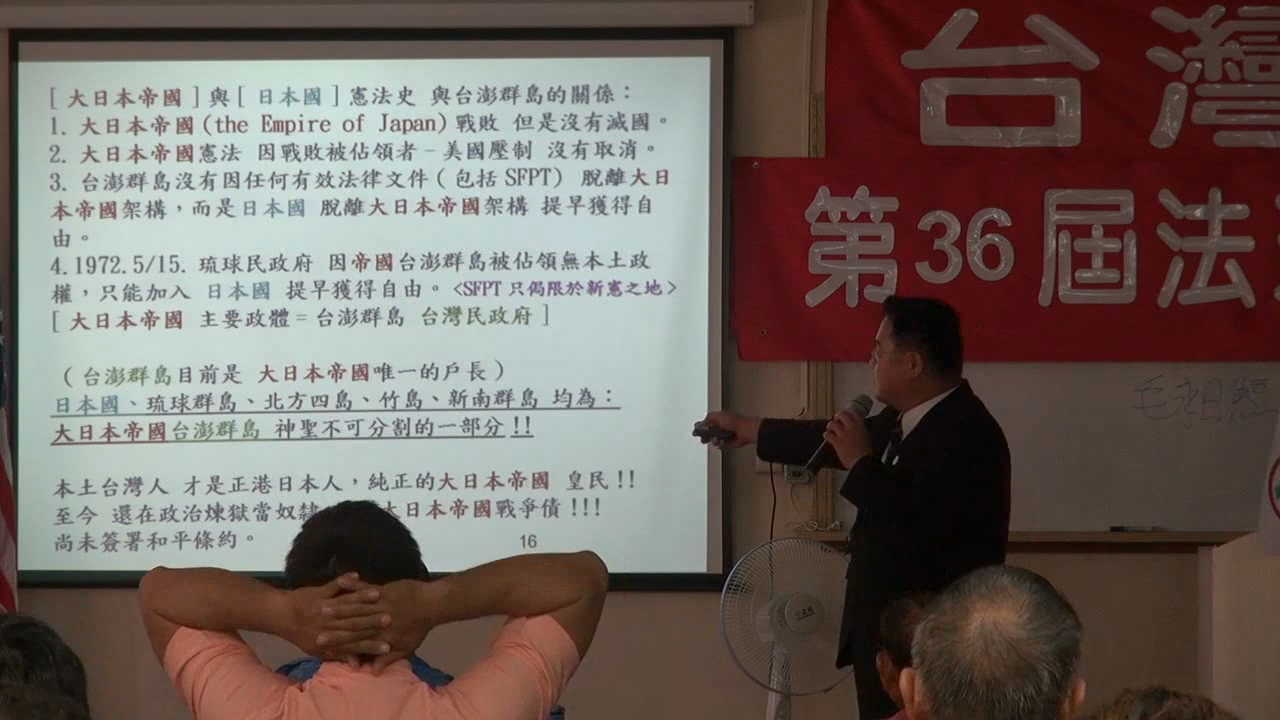 [ 大日本帝國 ] 與 [ 日本國 ] 憲法史 與台澎群島的關係：
1. 大日本帝國 (the Empire of Japan) 戰敗 但是沒有滅國。
2. 大日本帝國憲法 因戰敗被佔領者－美國壓制 沒有取消。
3. 台澎群島沒有因任何有效法律文件 ( 包括 SFPT) 脫離大日
本帝國架構，而是日本國 脫離大日本帝國架構 提早獲得自
由。
4.1972.5/15. 琉球民政府 因帝國台澎群島被佔領無本土政
權，只能加入 日本國 提早獲得自由。<SFPT 只侷限於新憲之地>
[ 大日本帝國 主要政體 = 台澎群島 台灣民政府 ]
( 台澎群島目前是 大日本帝國唯一的戶長 )
日本國、琉球群島、北方四島、竹島、新南群島 均為：
大日本帝國台澎群島 神聖不可分割的一部分 !!
本土台灣人 才是正港日本人，純正的大日本帝國 皇民 !!
至今 還在政治煉獄當奴隸 大日本帝國戰爭債 !!!
尚未簽署和平條約。
16
台灣
第36屆法